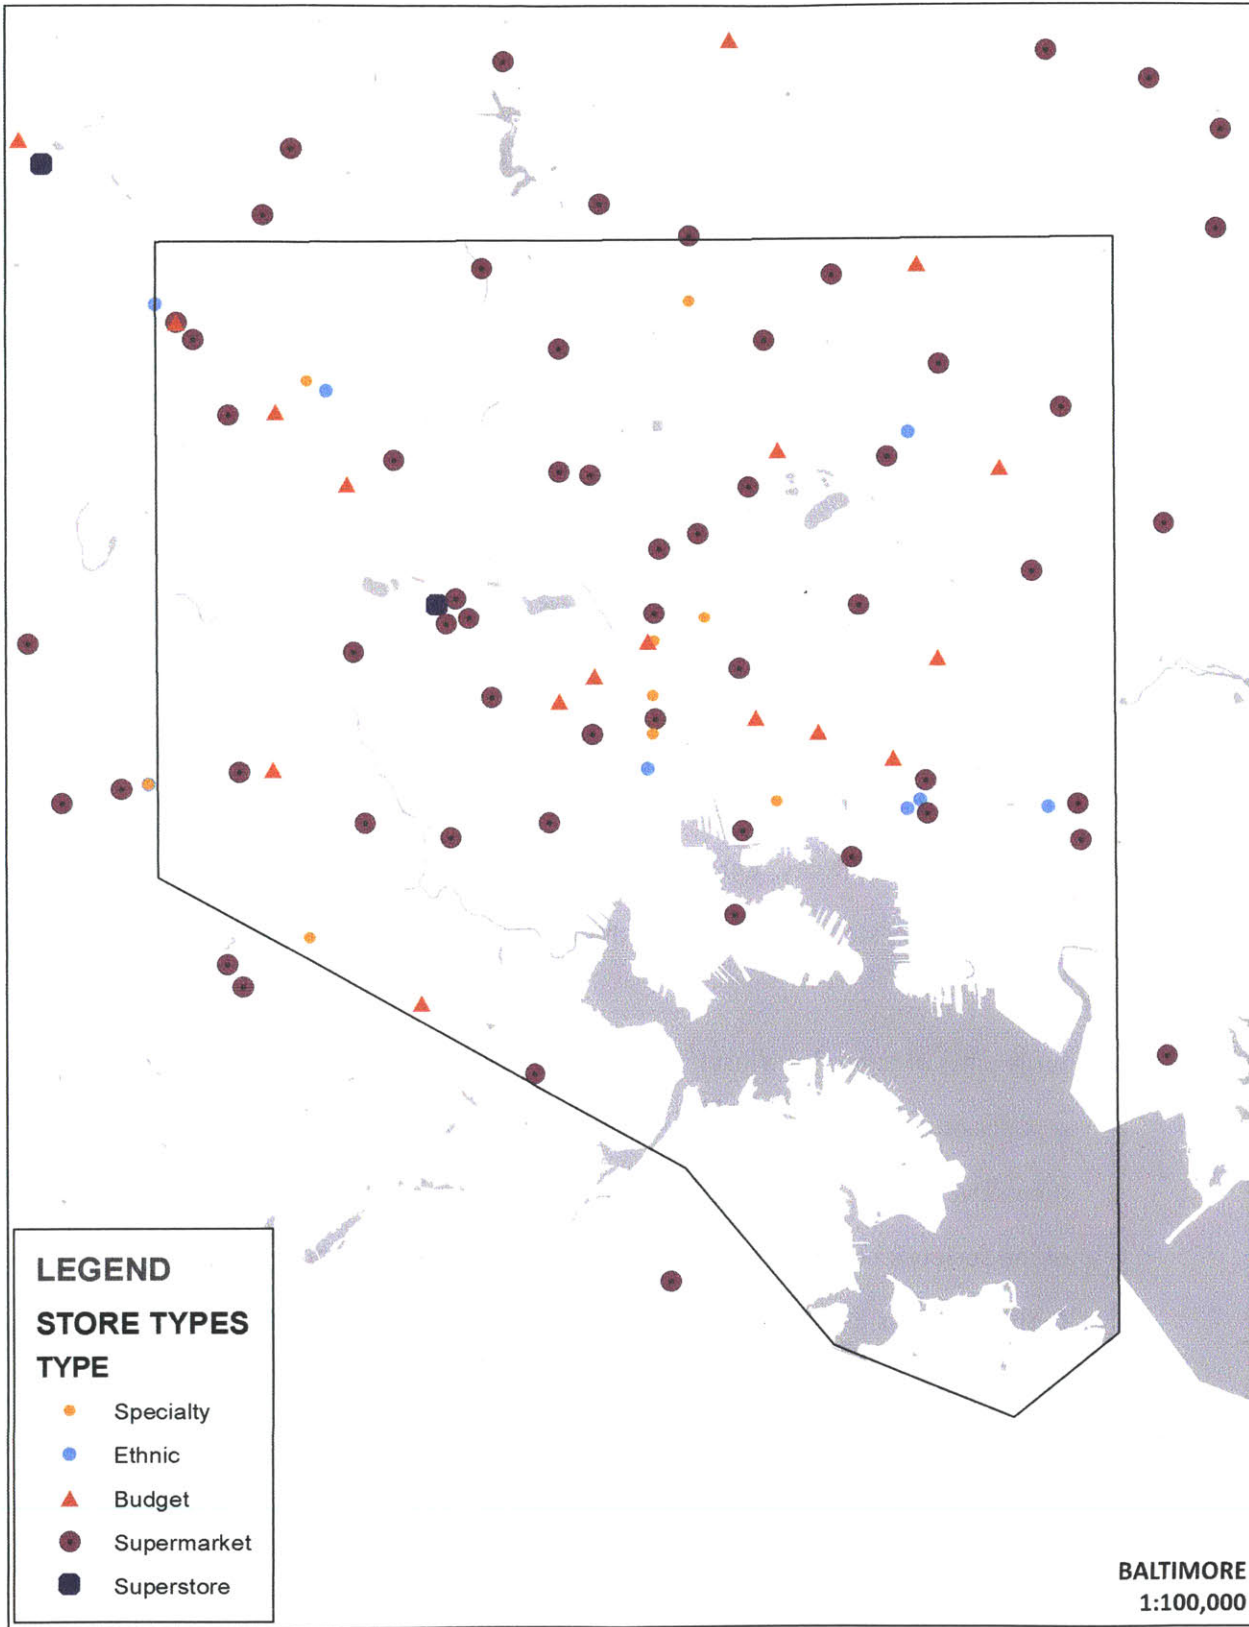 LEGEND
STORE TYPES
TYPE
Specialty
Ethnic
Budget
Supermarket
Superstore
BALTIMORE
1:100,000